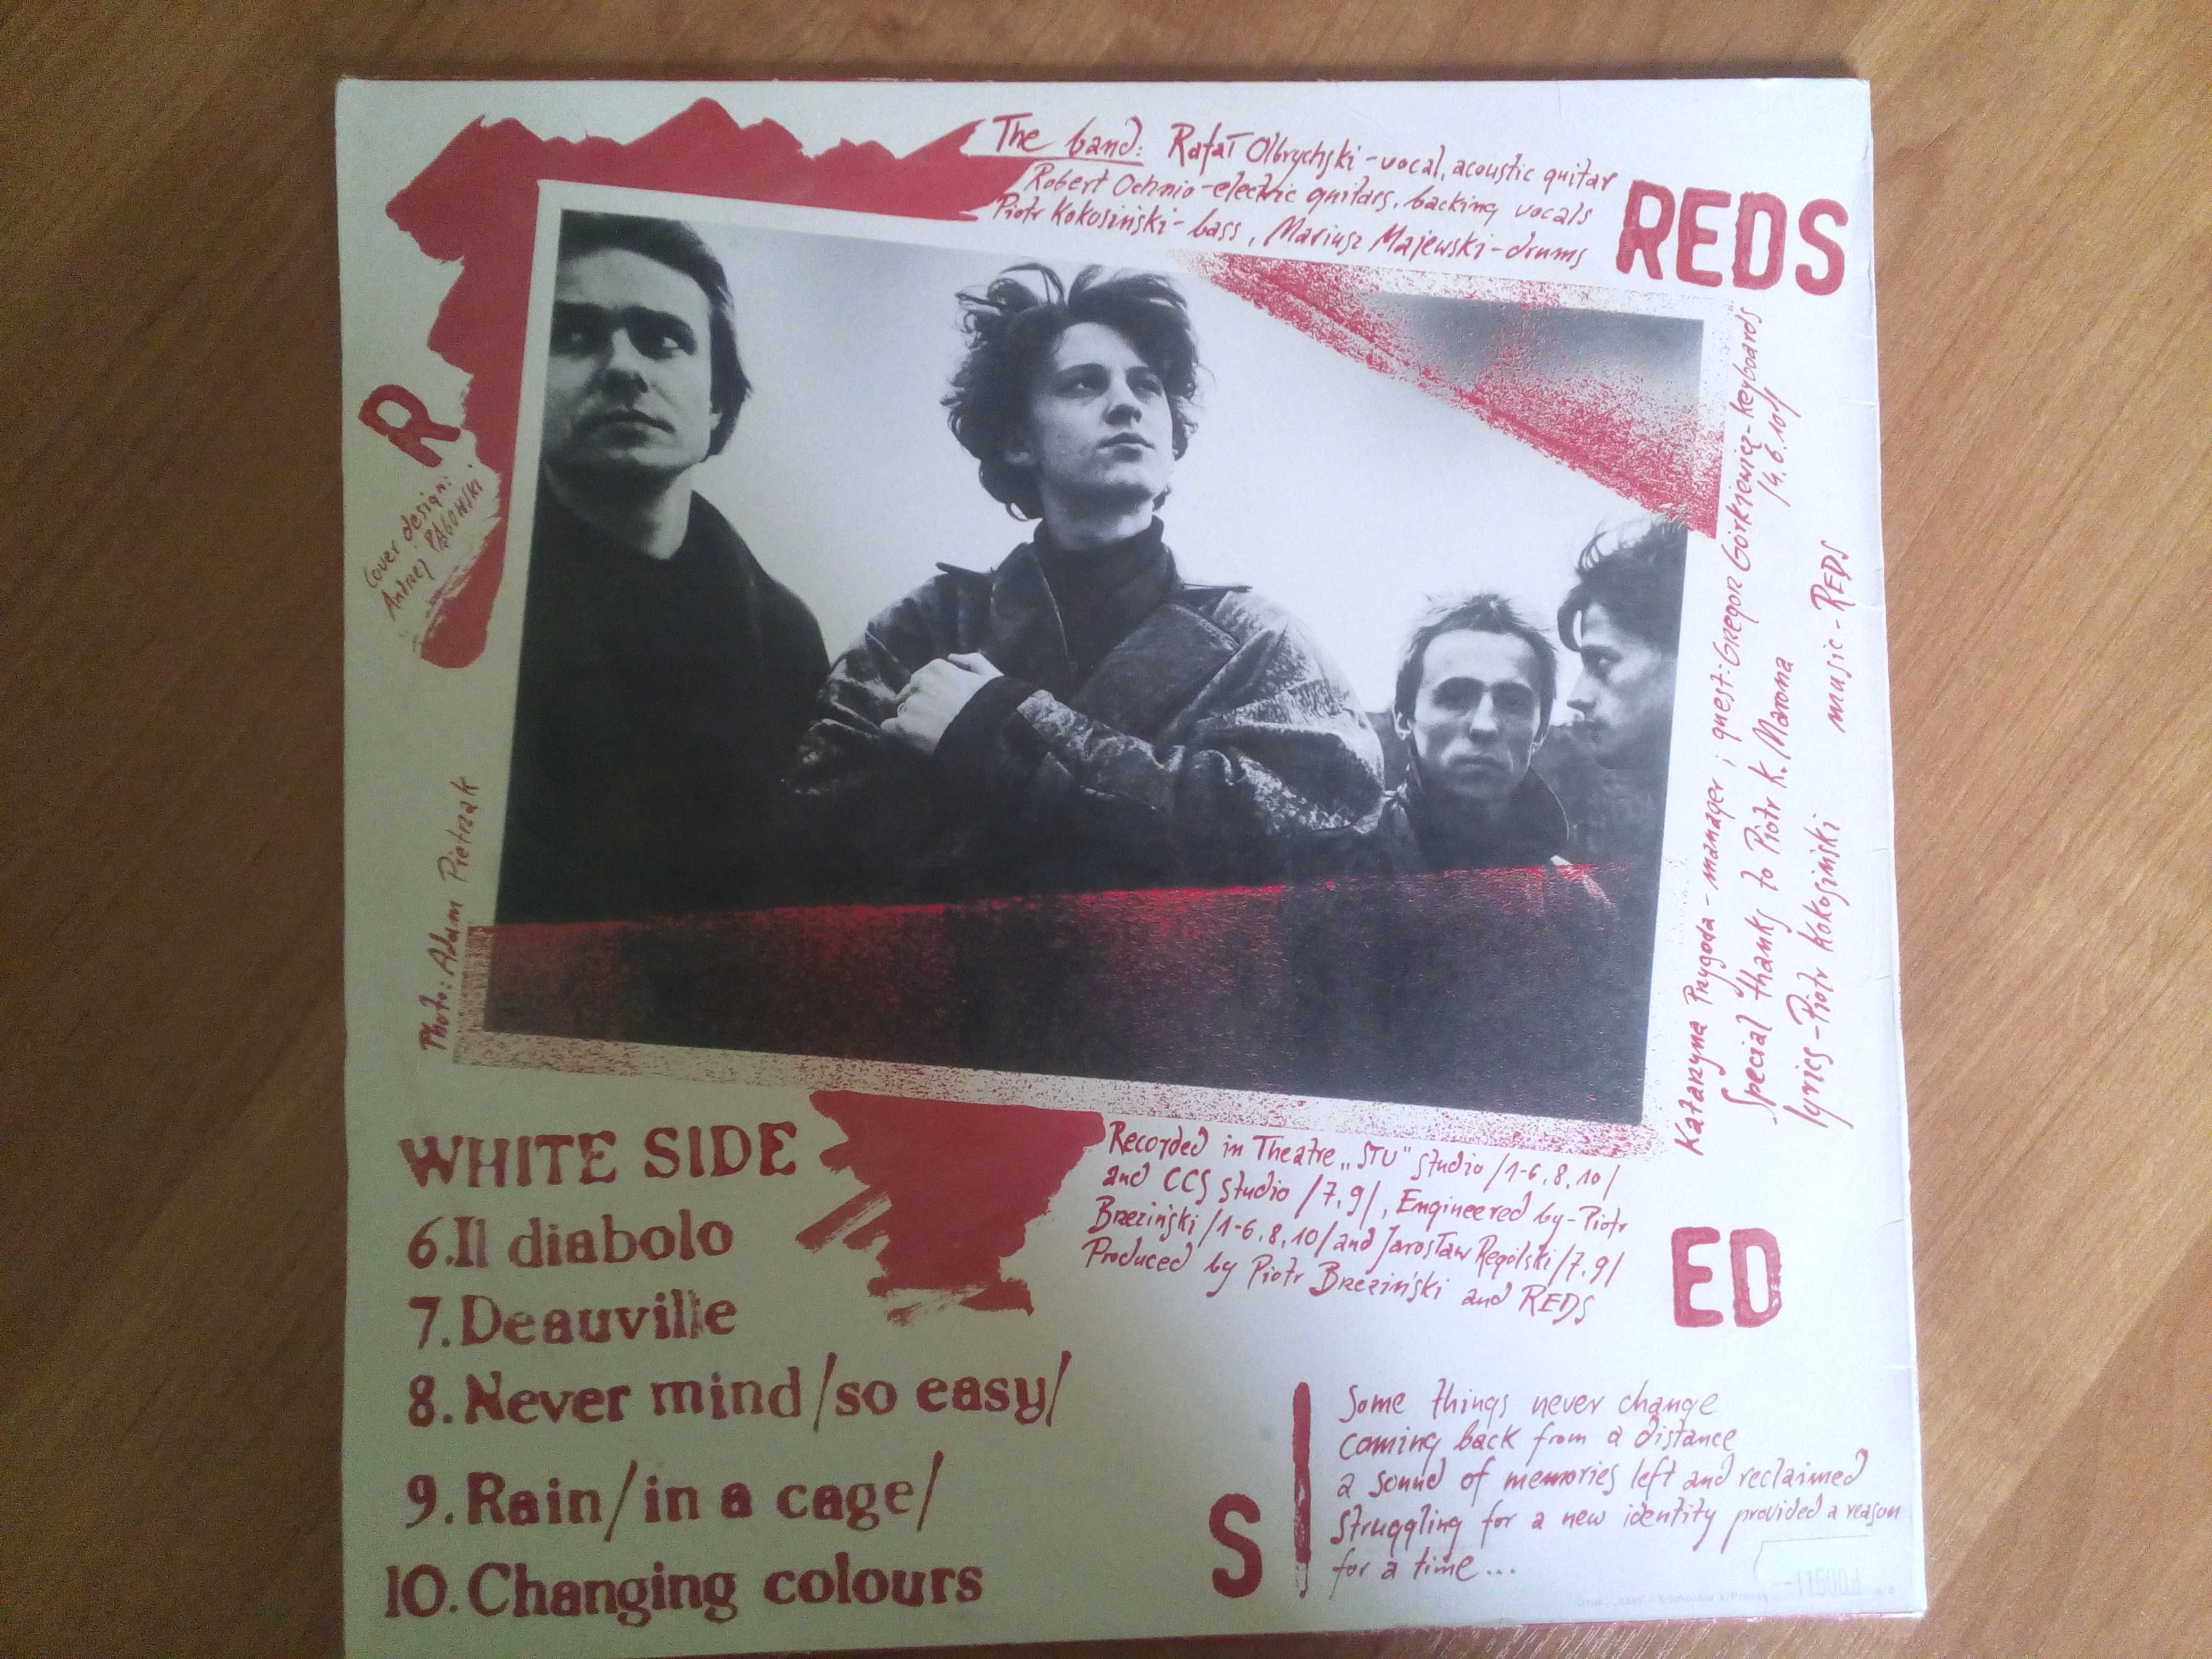 The band: Rafał Olbrychski - vocal, acoustic guitar
Robert Ochnio - electric guitars, backing vocals
Piotr Kokosiński - bass, Mariusz Majewski - drums
REDS
R
Cover design:
Andrzej PĄGOWSKI
Photo: Adam Pietrzak
Katarzyna Przygoda - manager; guest: Gregorz Górkiewicz - keyboards
/4.6.10/
Special thanks to Piotr K. Marona
lyrics - Piotr Kokosiński music - REDS
WHITE SIDE
6. Il diabolo
7. Deauville
8. Never mind /so easy/
9. Rain /in a cage/
10. Changing colours
Recorded in Theatre „STU" studio /1-6,8,10/
and CCS studio /7,9/, Engineered by - Piotr
Brzeziński /1-6,8,10/ and Jarosław Regulski /7,9/
Produced by Piotr Brzeziński and REDS
ED
S
Some things never change
coming back from a distance
a sound of memories left and reclaimed
struggling for a new identity provided a reason
for a time...